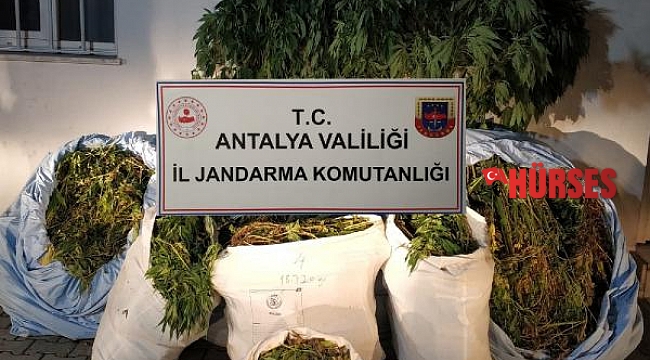 T.C.
ANTALYA VALİLİĞİ
İL JANDARMA KOMUTANLIĞI
HÜRSES